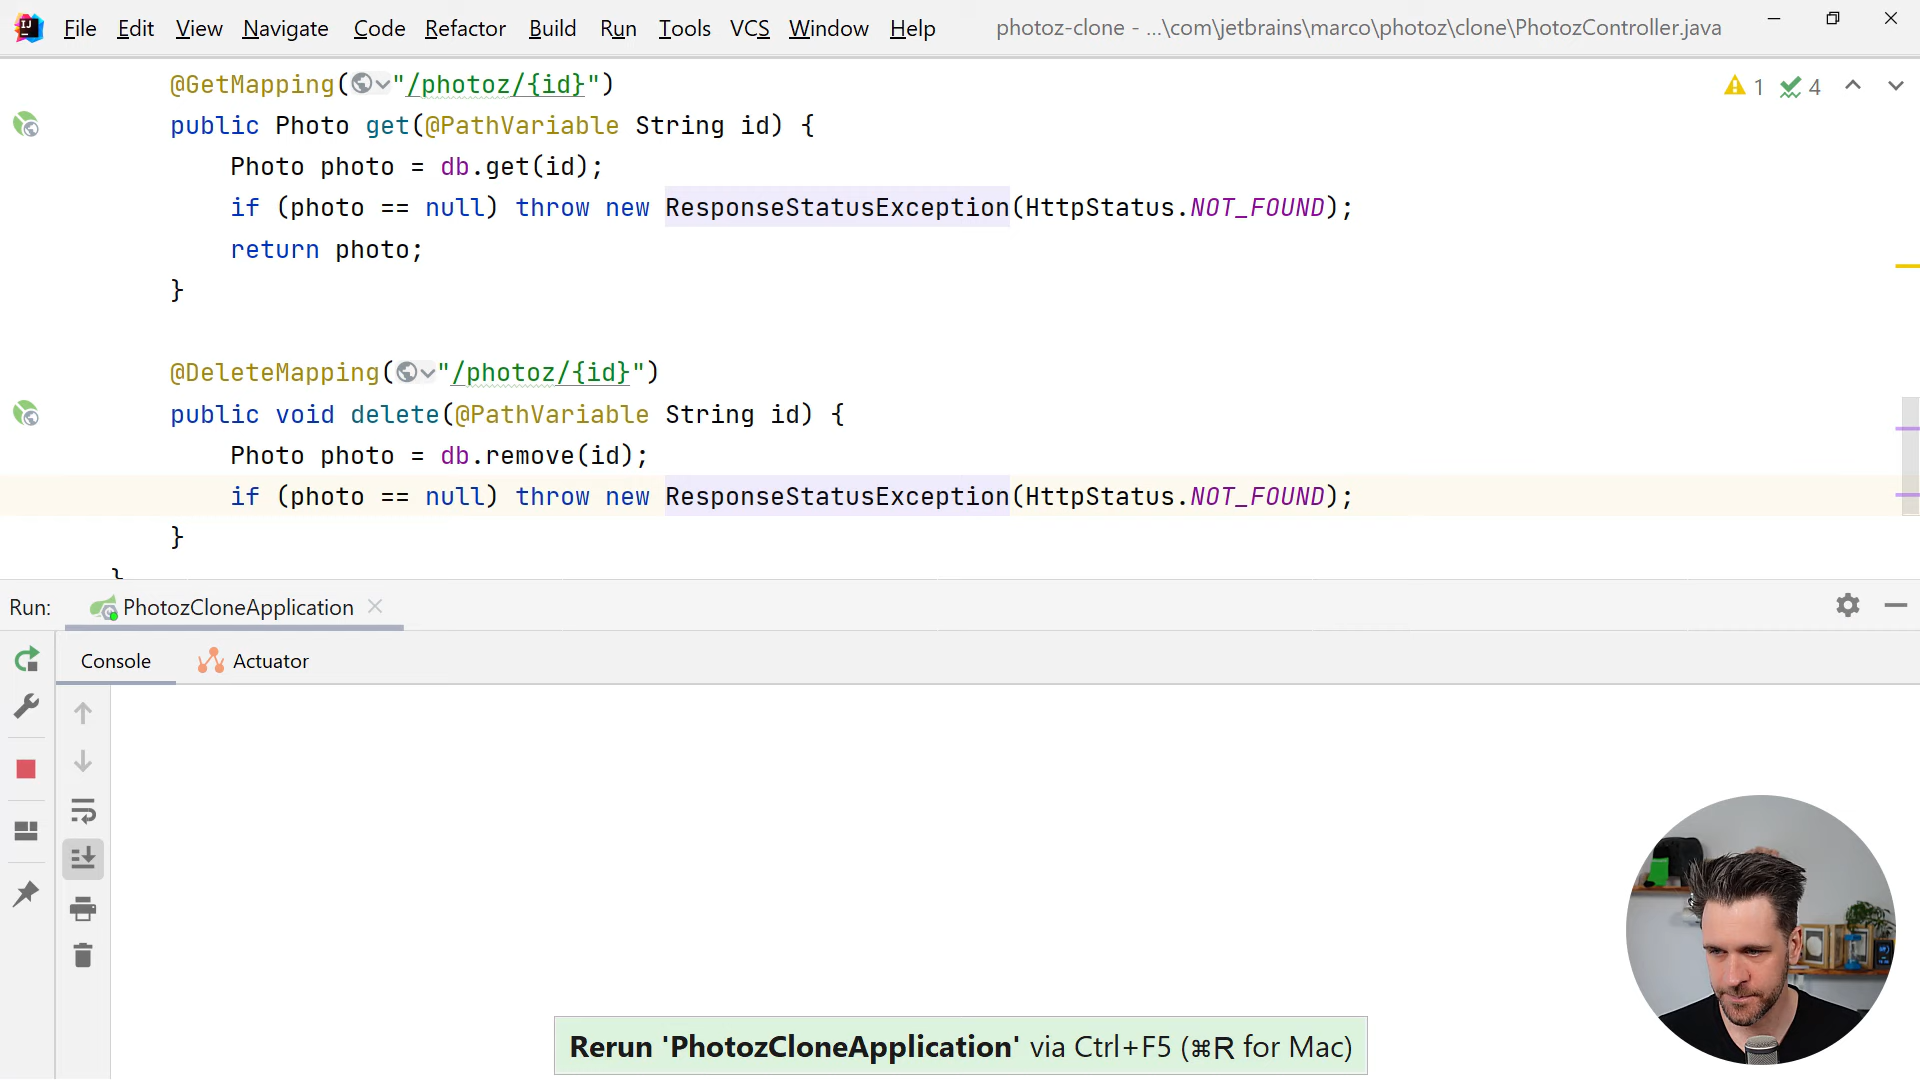 File Edit View Navigate Code Refactor Build Run Tools VCS Window Help photoz-clone - ...\com\jetbrains\marco\photoz\clone\PhotozController.java
@GetMapping("/photoz/{id}")
1 4
public Photo get(@PathVariable String id) {
Photo photo = db.get(id);
if (photo == null) throw new ResponseStatusException(HttpStatus.NOT_FOUND);
return photo;
}
@DeleteMapping("/photoz/{id}")
public void delete(@PathVariable String id) {
Photo photo = db.remove(id);
if (photo == null) throw new ResponseStatusException(HttpStatus.NOT_FOUND);
}
}
Run: PhotozCloneApplication
Console Actuator
Rerun 'PhotozCloneApplication' via Ctrl+F5 (⌘R for Mac)